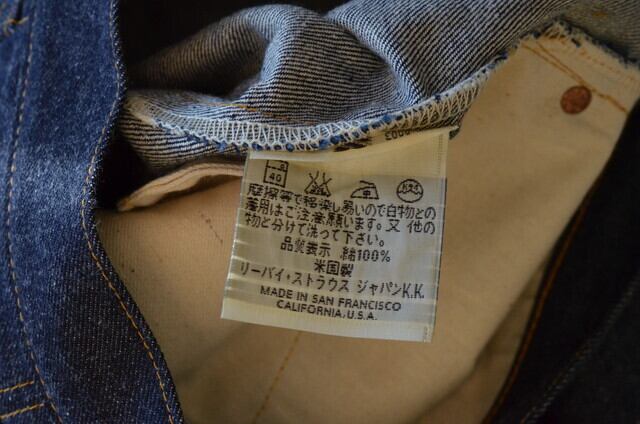 40
摩擦等で移染し易いので白物との
着用はご注意願います。又 他の
物と分けて洗って下さい。
品質表示 綿100%
米国製
リーバイ・ストラウス ジャパンK.K.
MADE IN SAN FRANCISCO
CALIFORNIA,U.S.A.